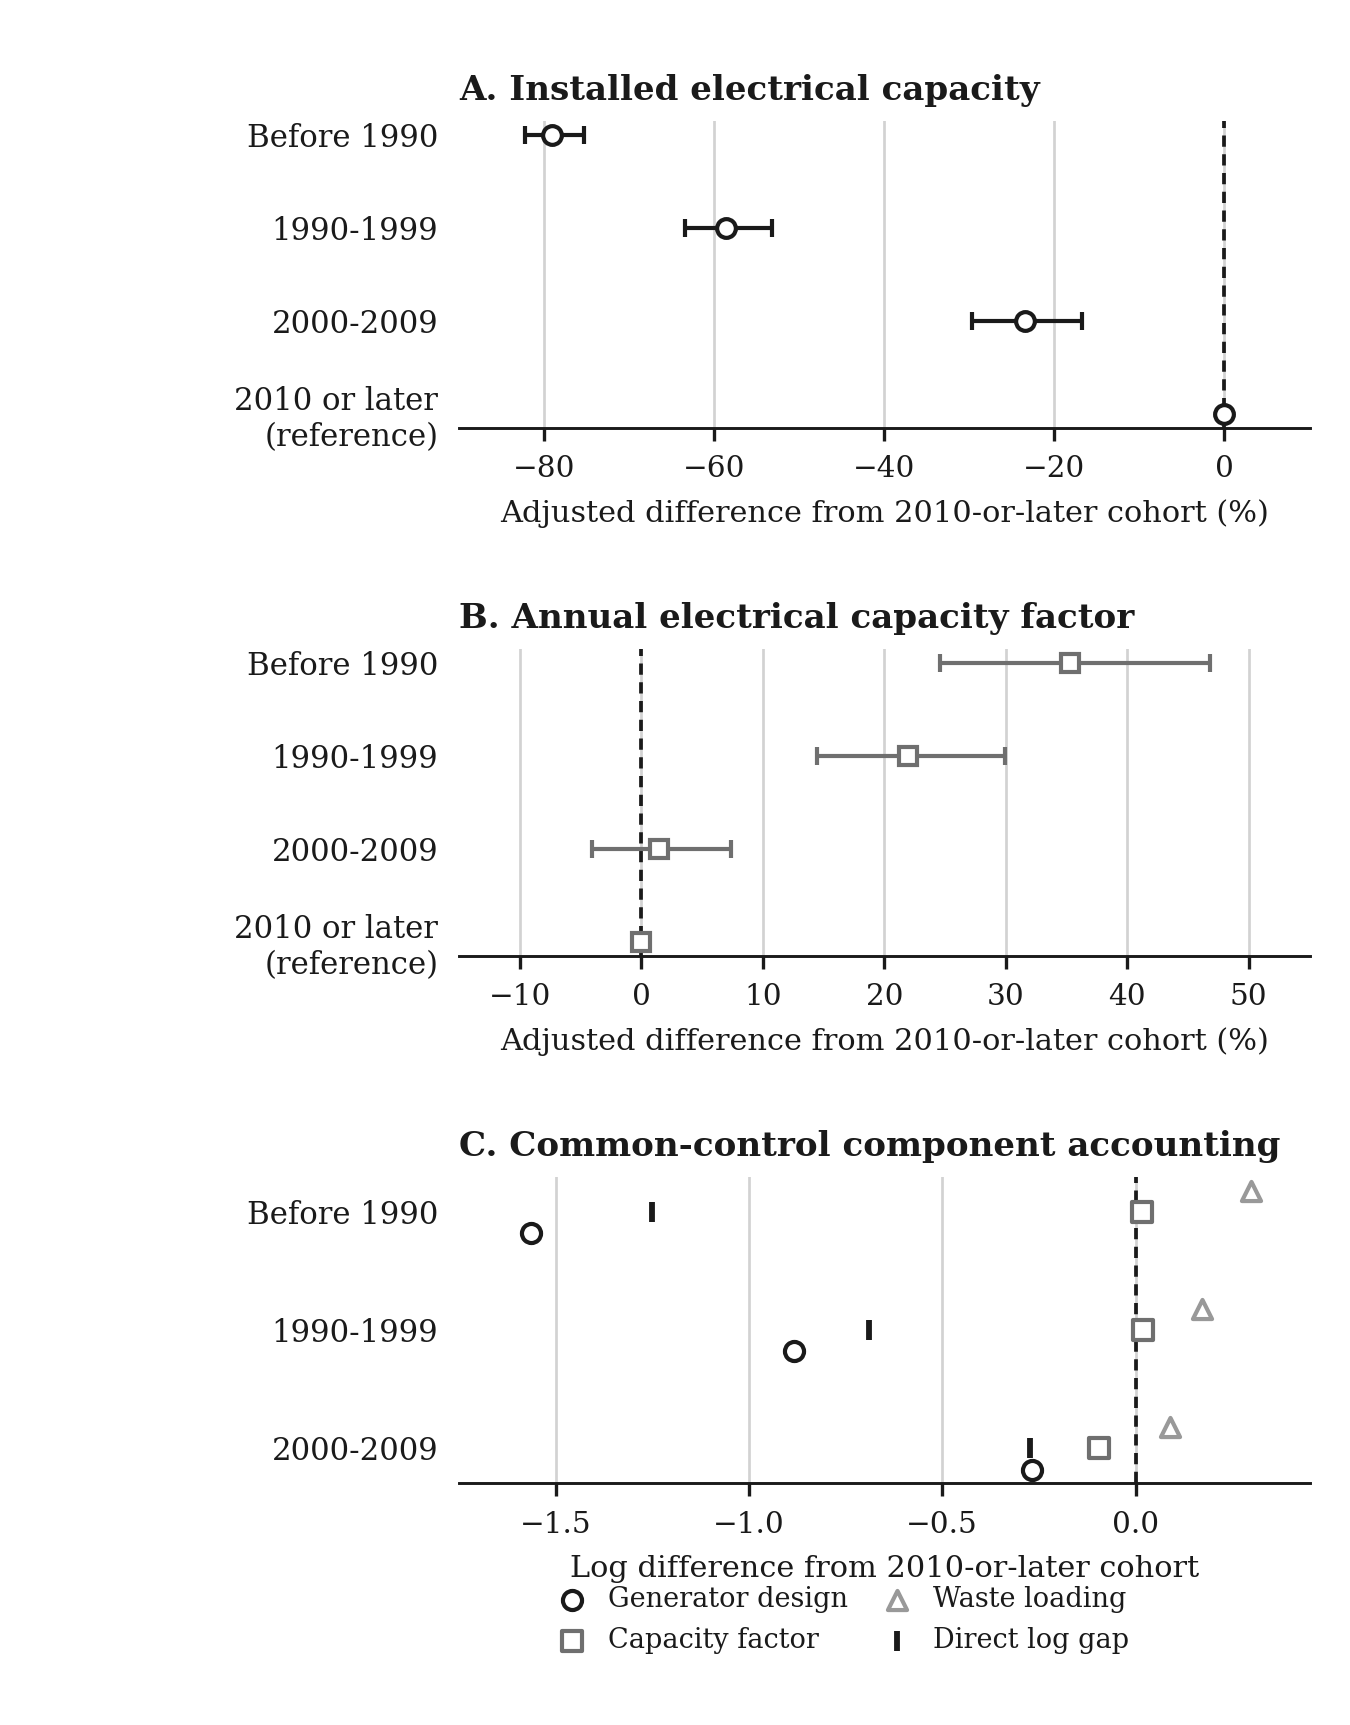 A. Installed electrical capacity
Before 1990
1990-1999
2000-2009
2010 or later
(reference)
−80 −60 −40 −20 0
Adjusted difference from 2010-or-later cohort (%)
B. Annual electrical capacity factor
Before 1990
1990-1999
2000-2009
2010 or later
(reference)
−10 0 10 20 30 40 50
Adjusted difference from 2010-or-later cohort (%)
C. Common-control component accounting
Before 1990
1990-1999
2000-2009
−1.5 −1.0 −0.5 0.0
Log difference from 2010-or-later cohort
Generator design Waste loading
Capacity factor Direct log gap